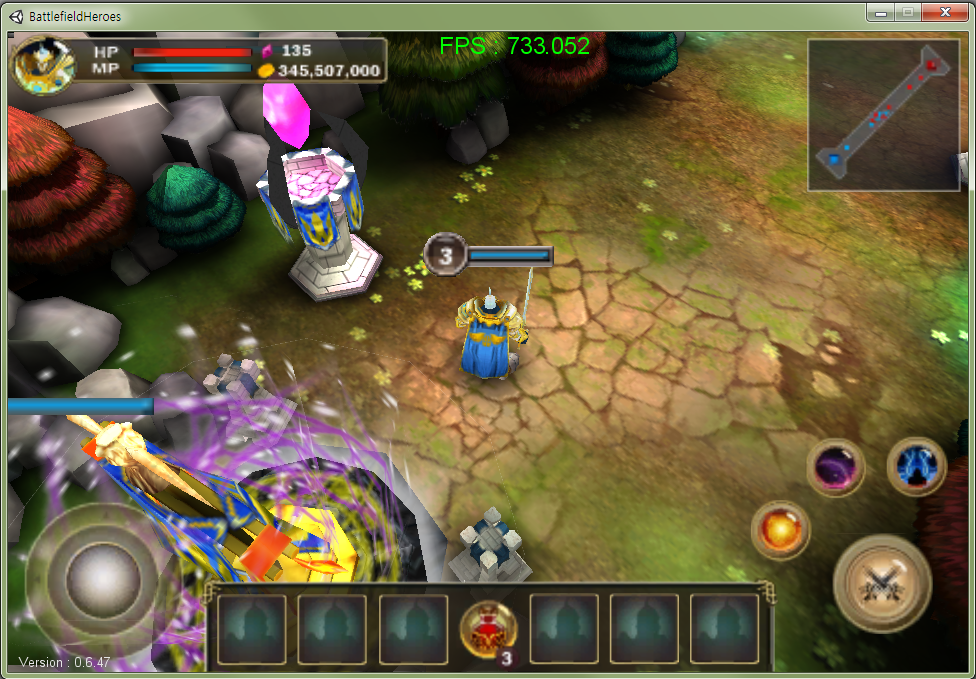 BattlefieldHeroes
FPS : 733.052
HP 135
MP 345,507,000
3
3
Version : 0.6.47